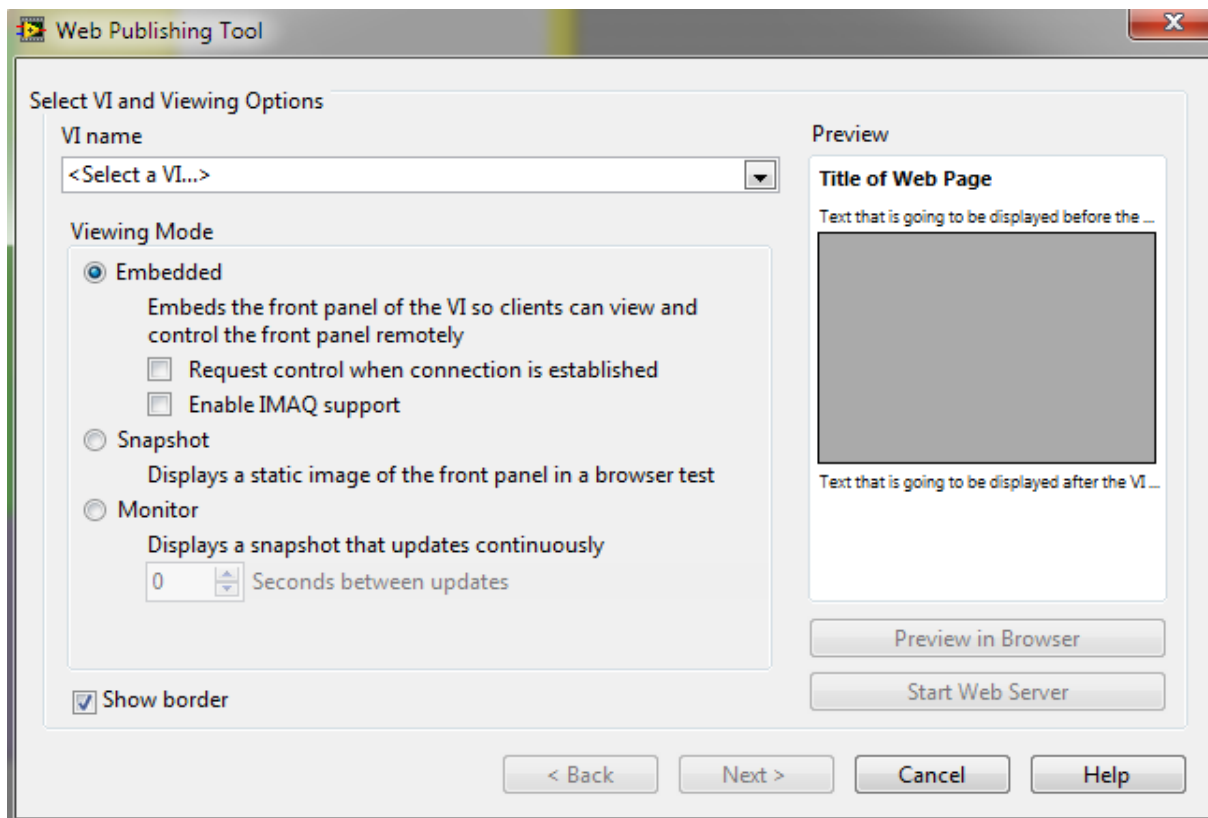 Web Publishing Tool
Select VI and Viewing Options
VI name
<Select a VI...>
Viewing Mode
Embedded
Embeds the front panel of the VI so clients can view and
control the front panel remotely
Request control when connection is established
Enable IMAQ support
Snapshot
Displays a static image of the front panel in a browser test
Monitor
Displays a snapshot that updates continuously
0 Seconds between updates
Show border
Preview
Title of Web Page
Text that is going to be displayed before the ...
Text that is going to be displayed after the VI ...
Preview in Browser
Start Web Server
< Back Next > Cancel Help